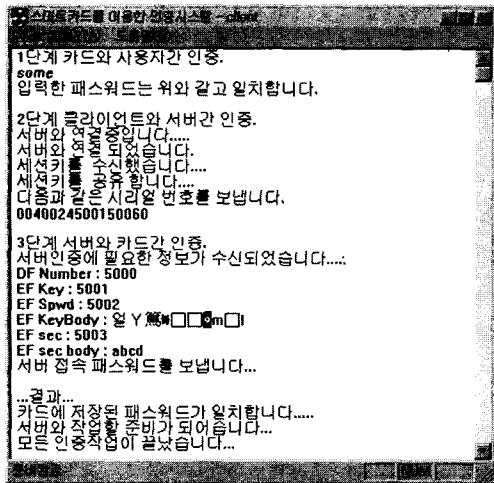 스마트카드를 이용한 전영시스템 - client
1단계 카드와 사용자간 인증.
some
입력한 패스워드는 위와 같고 일치합니다.
2단계 클라이언트와 서버간 인증.
서버와 연결중입니다.....
서버와 연결 되었습니다.
세션키를 수신했습니다....
세션키를 공유 합니다....
다음과 같은 시리얼 번호를 보냅니다.
0040024500150060
3단계 서버와 카드간 인증.
서버인증에 필요한 정보가 수신되었습니다....:
DF Number : 5000
EF Key : 5001
EF Spwd : 5002
EF KeyBody : 얼 Y
EF sec : 5003
EF sec body : abcd
서버 접속 패스워드를 보냅니다...
...결과...
카드에 저장된 패스워드가 일치합니다.....
서버와 작업할 준비가 되어습니다...
모든 인증작업이 끝났습니다...